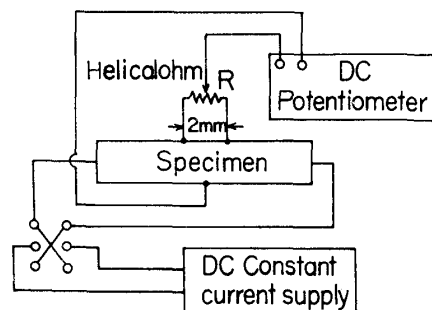 Helicalohm
R
DC
Potentiometer
2mm
Specimen
DC Constant
current supply